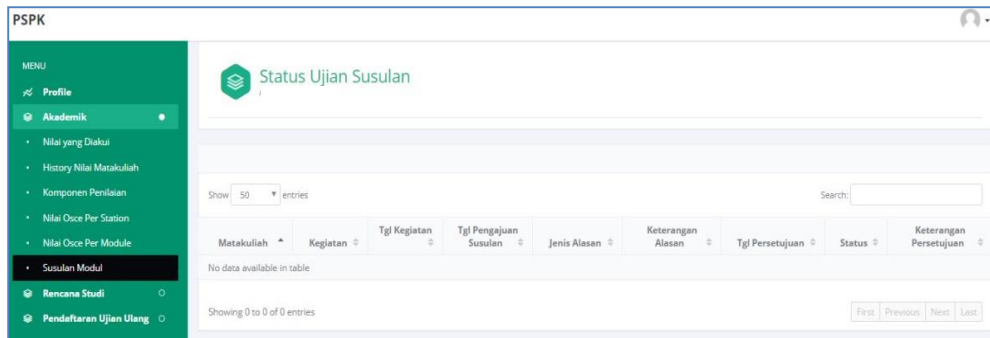 PSPK
MENU
Profile
Akademik
Nilai yang Diakui
History Nilai Matakuliah
Komponen Penilaian
Nilai Osce Per Station
Nilai Osce Per Module
Susulan Modul
Rencana Studi
Pendaftaran Ujian Ulang
Status Ujian Susulan
/
Show 50 entries
Search:
Matakuliah Kegiatan Tgl Kegiatan Tgl Pengajuan Susulan Jenis Alasan Keterangan Alasan Tgl Persetujuan Status Keterangan Persetujuan
No data available in table
Showing 0 to 0 of 0 entries
First Previous Next Last